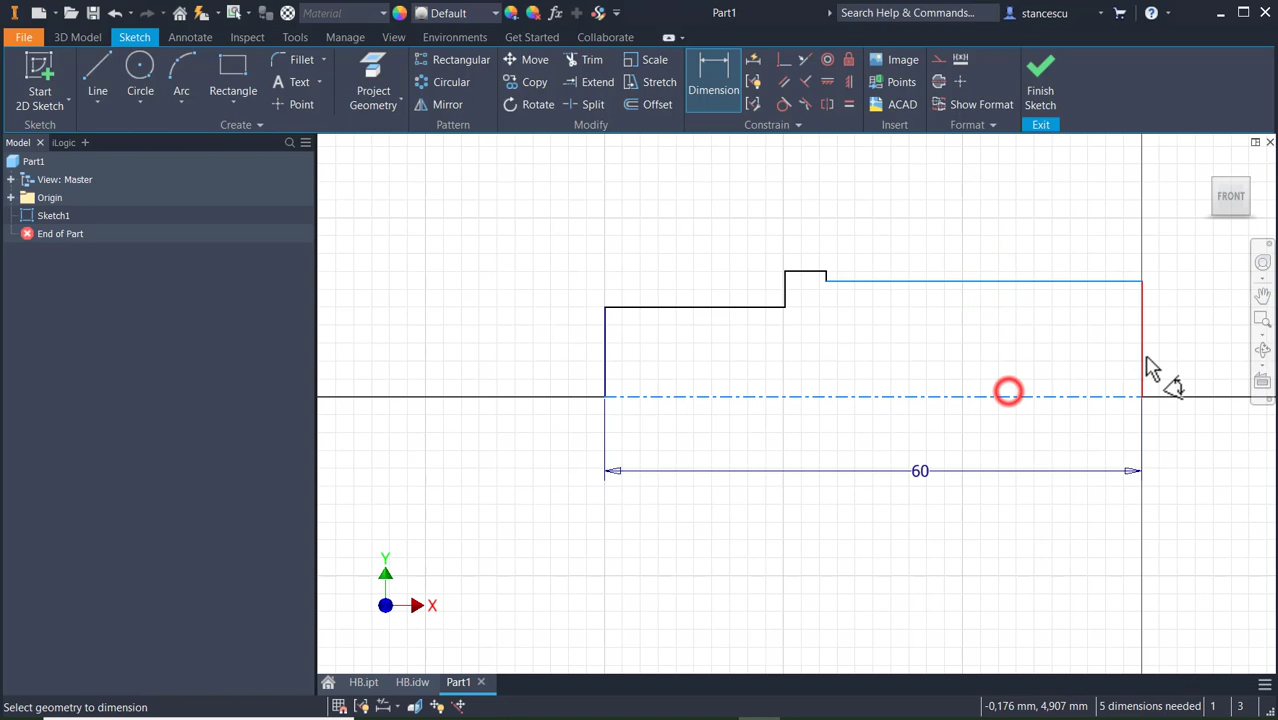 Material
Default
fx
Part1
Search Help & Commands...
stancescu
?
File
3D Model
Sketch
Annotate
Inspect
Tools
Manage
View
Environments
Get Started
Collaborate
Start
2D Sketch
Line
Circle
Arc
Rectangle
Fillet
Text
Point
Project
Geometry
Rectangular
Circular
Mirror
Move
Copy
Rotate
Trim
Extend
Split
Scale
Stretch
Offset
Dimension
Image
Points
ACAD
Show Format
Finish
Sketch
Sketch
Create
Pattern
Modify
Constrain
Insert
Format
Exit
Model
iLogic
Part1
View: Master
Origin
Sketch1
End of Part
FRONT
60
Y
X
HB.ipt
HB.idw
Part1
Select geometry to dimension
-0,176 mm, 4,907 mm
5 dimensions needed
1
3